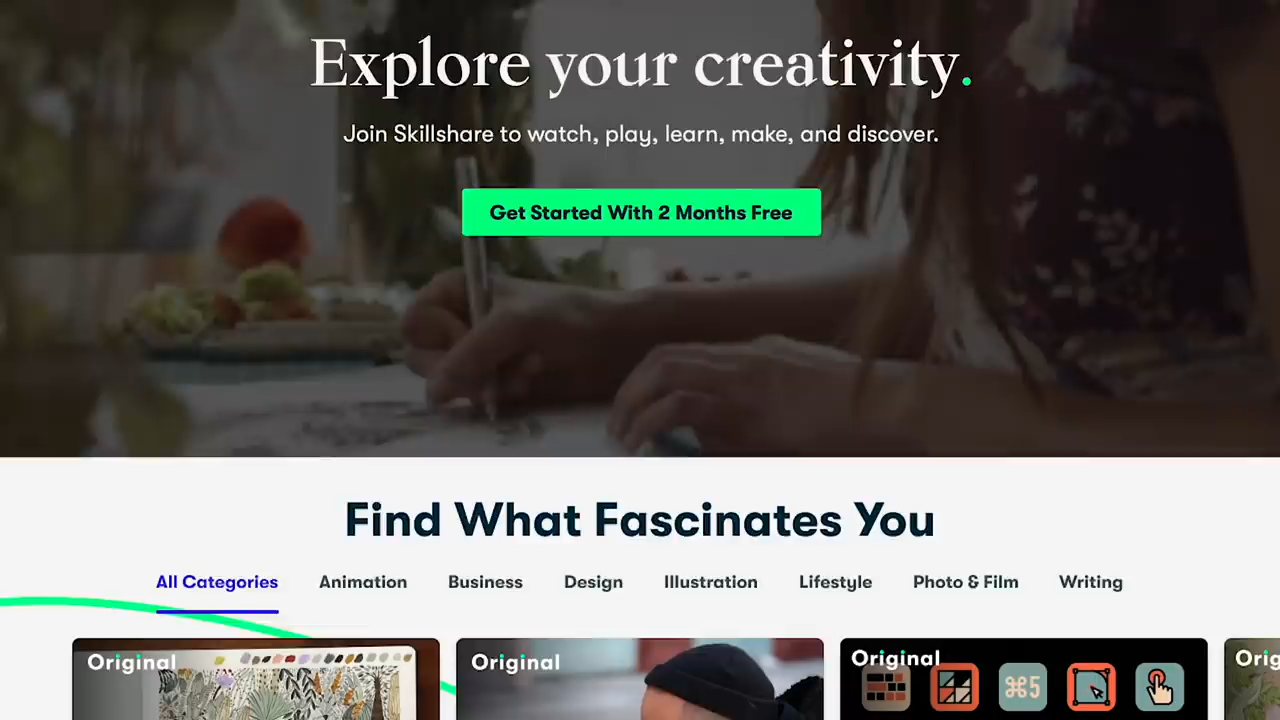 Explore your creativity.
Join Skillshare to watch, play, learn, make, and discover.
Get Started With 2 Months Free
Find What Fascinates You
All Categories Animation Business Design Illustration Lifestyle Photo & Film Writing
Original Original Original
⌘5